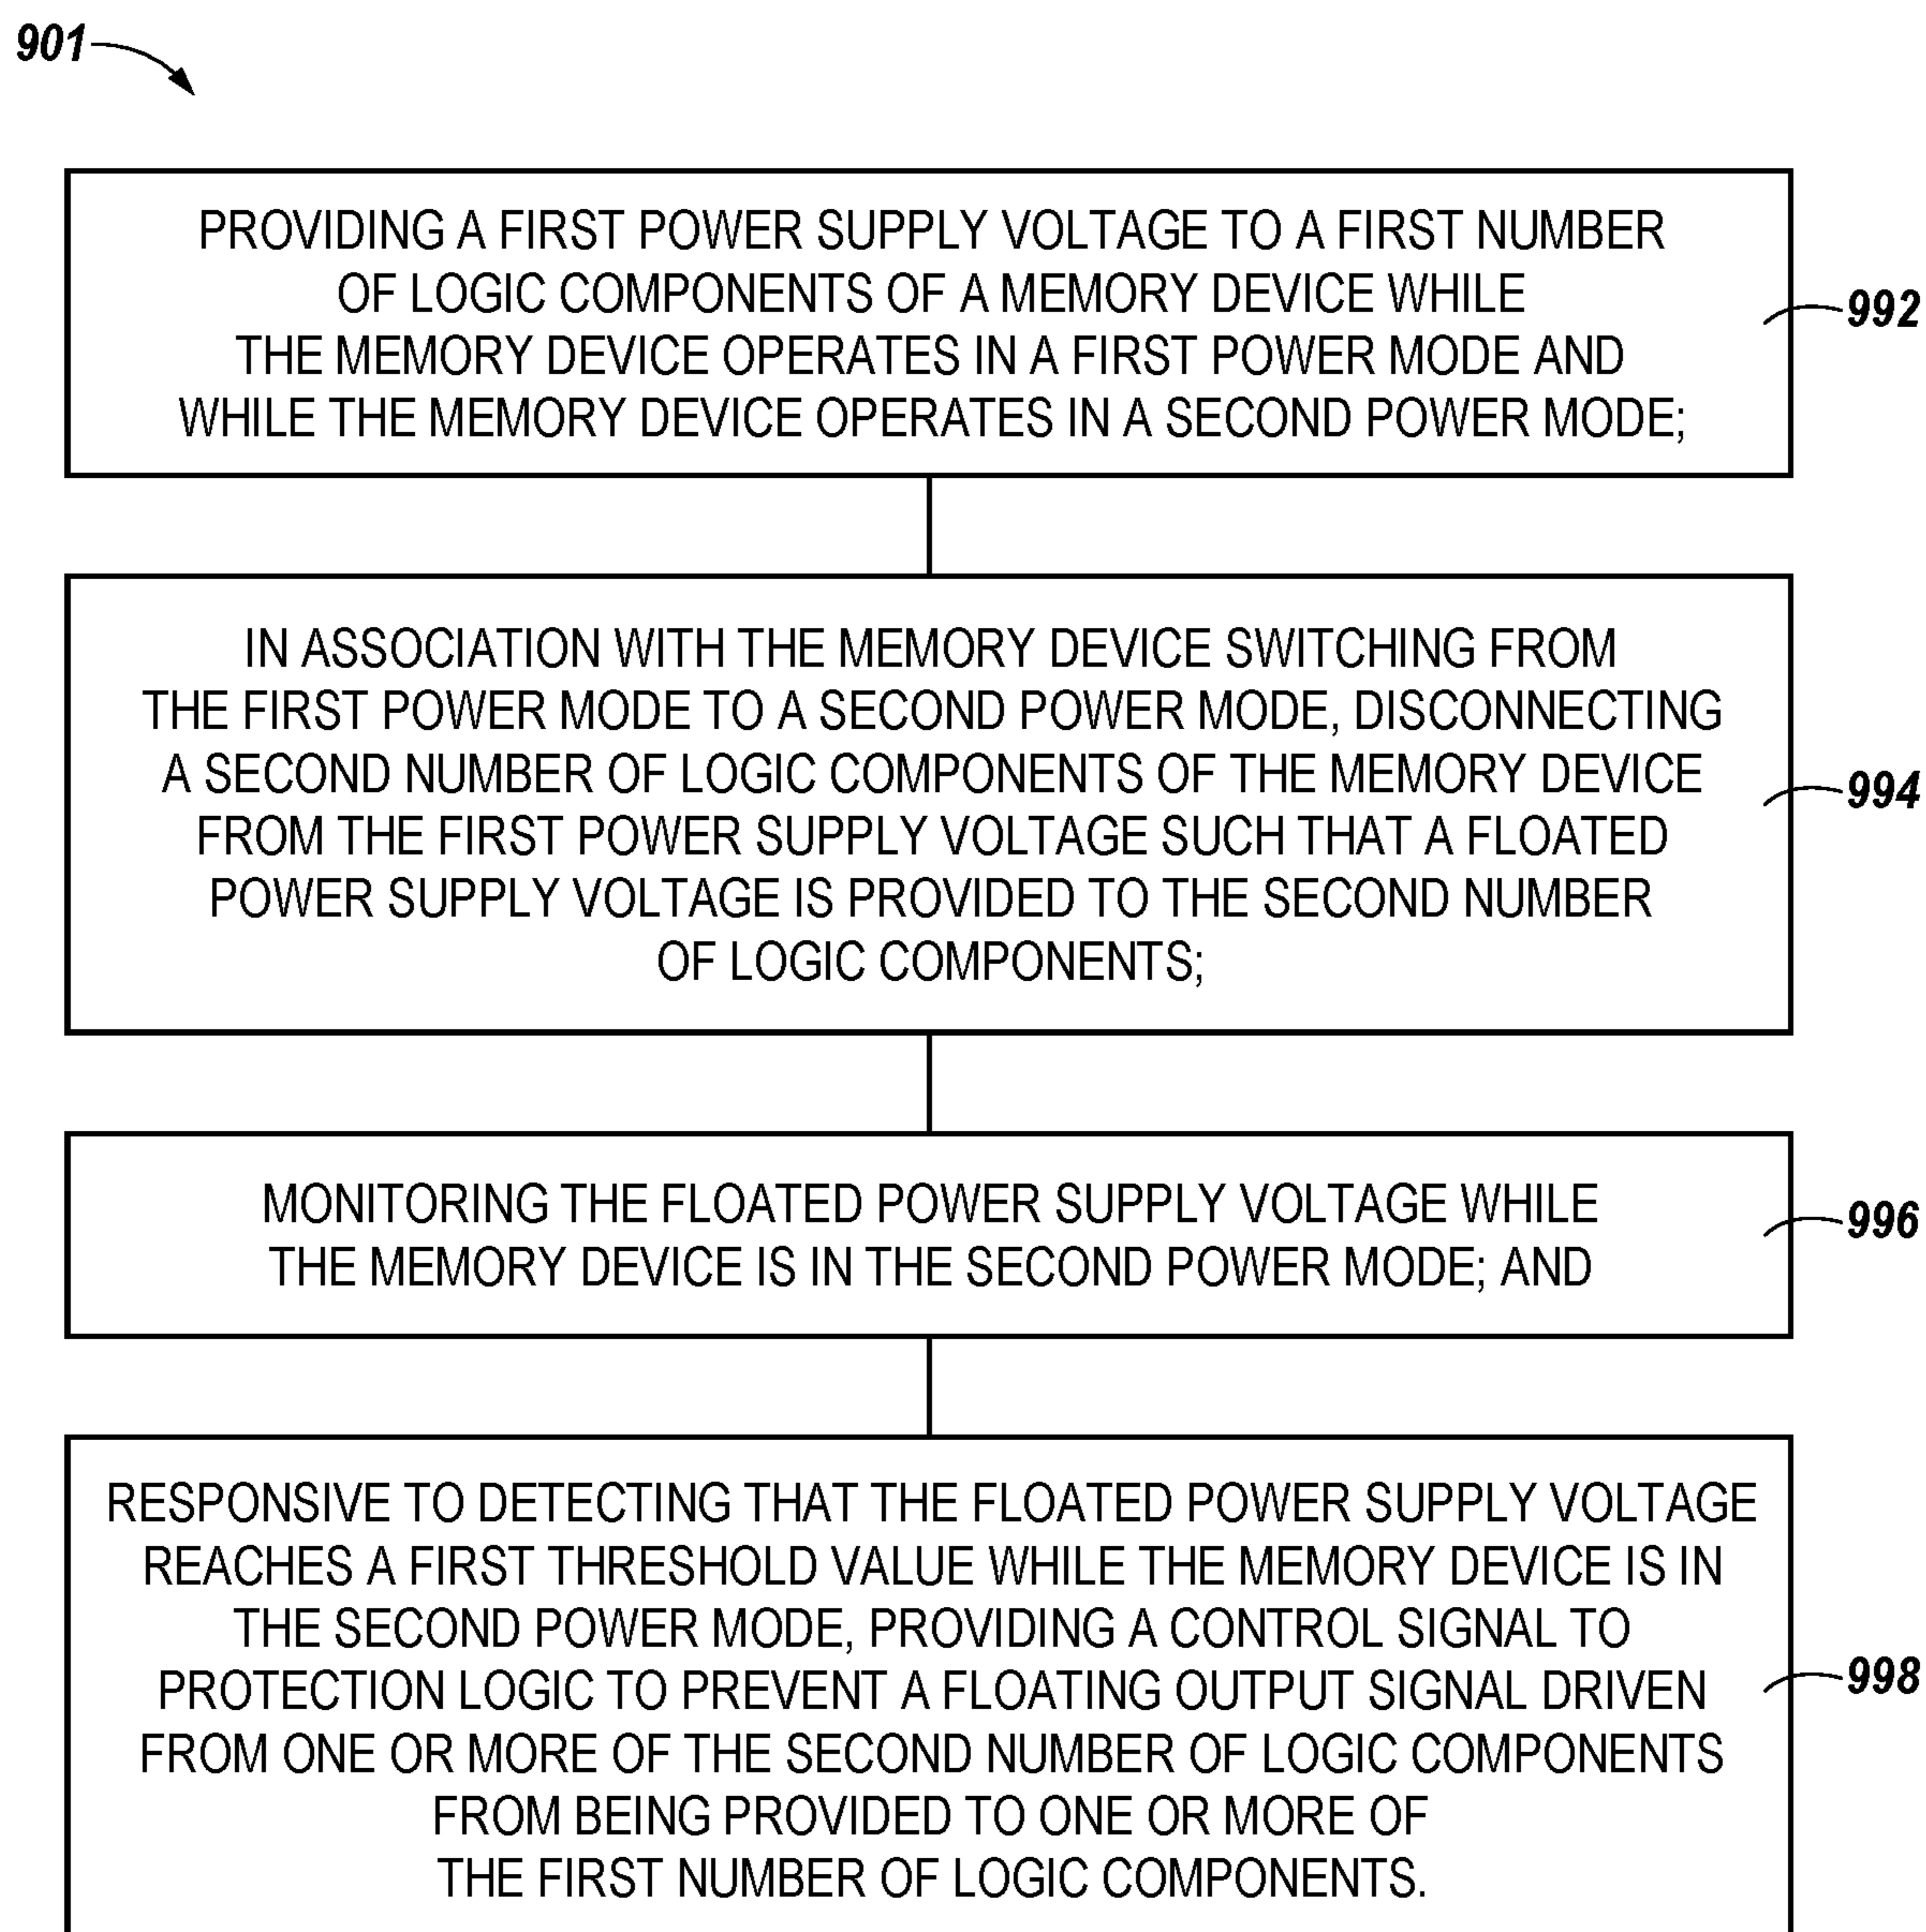 901
PROVIDING A FIRST POWER SUPPLY VOLTAGE TO A FIRST NUMBER
OF LOGIC COMPONENTS OF A MEMORY DEVICE WHILE
THE MEMORY DEVICE OPERATES IN A FIRST POWER MODE AND
WHILE THE MEMORY DEVICE OPERATES IN A SECOND POWER MODE;
992
IN ASSOCIATION WITH THE MEMORY DEVICE SWITCHING FROM
THE FIRST POWER MODE TO A SECOND POWER MODE, DISCONNECTING
A SECOND NUMBER OF LOGIC COMPONENTS OF THE MEMORY DEVICE
FROM THE FIRST POWER SUPPLY VOLTAGE SUCH THAT A FLOATED
POWER SUPPLY VOLTAGE IS PROVIDED TO THE SECOND NUMBER
OF LOGIC COMPONENTS;
994
MONITORING THE FLOATED POWER SUPPLY VOLTAGE WHILE
THE MEMORY DEVICE IS IN THE SECOND POWER MODE; AND
996
RESPONSIVE TO DETECTING THAT THE FLOATED POWER SUPPLY VOLTAGE
REACHES A FIRST THRESHOLD VALUE WHILE THE MEMORY DEVICE IS IN
THE SECOND POWER MODE, PROVIDING A CONTROL SIGNAL TO
PROTECTION LOGIC TO PREVENT A FLOATING OUTPUT SIGNAL DRIVEN
FROM ONE OR MORE OF THE SECOND NUMBER OF LOGIC COMPONENTS
FROM BEING PROVIDED TO ONE OR MORE OF
THE FIRST NUMBER OF LOGIC COMPONENTS.
998